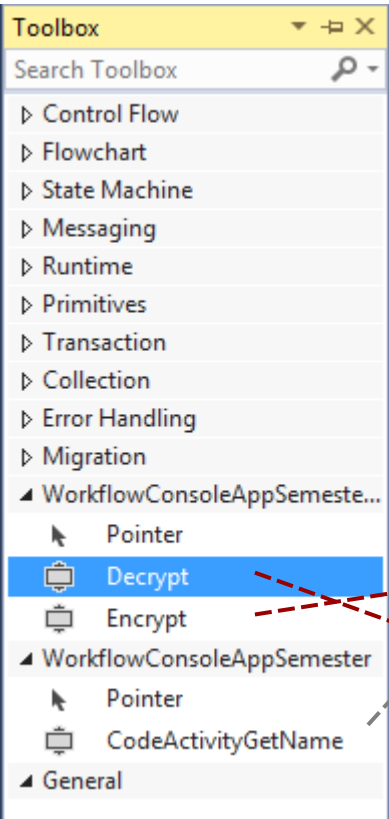 Toolbox
Search Toolbox
Control Flow
Flowchart
State Machine
Messaging
Runtime
Primitives
Transaction
Collection
Error Handling
Migration
WorkflowConsoleAppSemeste...
Pointer
Decrypt
Encrypt
WorkflowConsoleAppSemester
Pointer
CodeActivityGetName
General